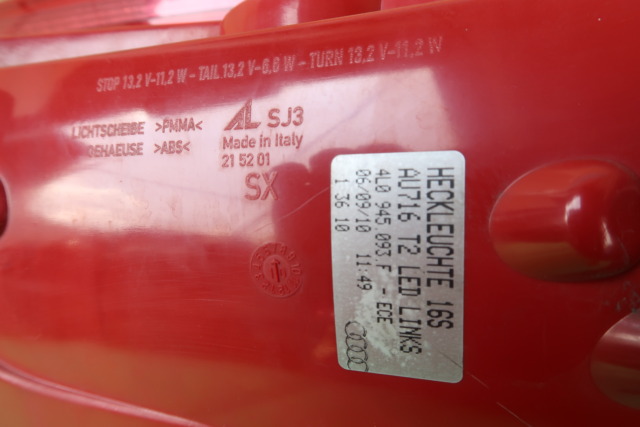 STOP 13,2 V-11,2 W - TAIL 13,2 V-6,6 W - TURN 13,2 V-11,2 W
LICHTSCHEIBE >PMMA<
GEHAEUSE >ABS<
AL SJ3
Made in Italy
21 52 01
SX
HECKLEUCHTE 16S
AU716 T2 LED LINKS
4L0 945 093 F - ECE
06/09/10 11:49
1 36 10